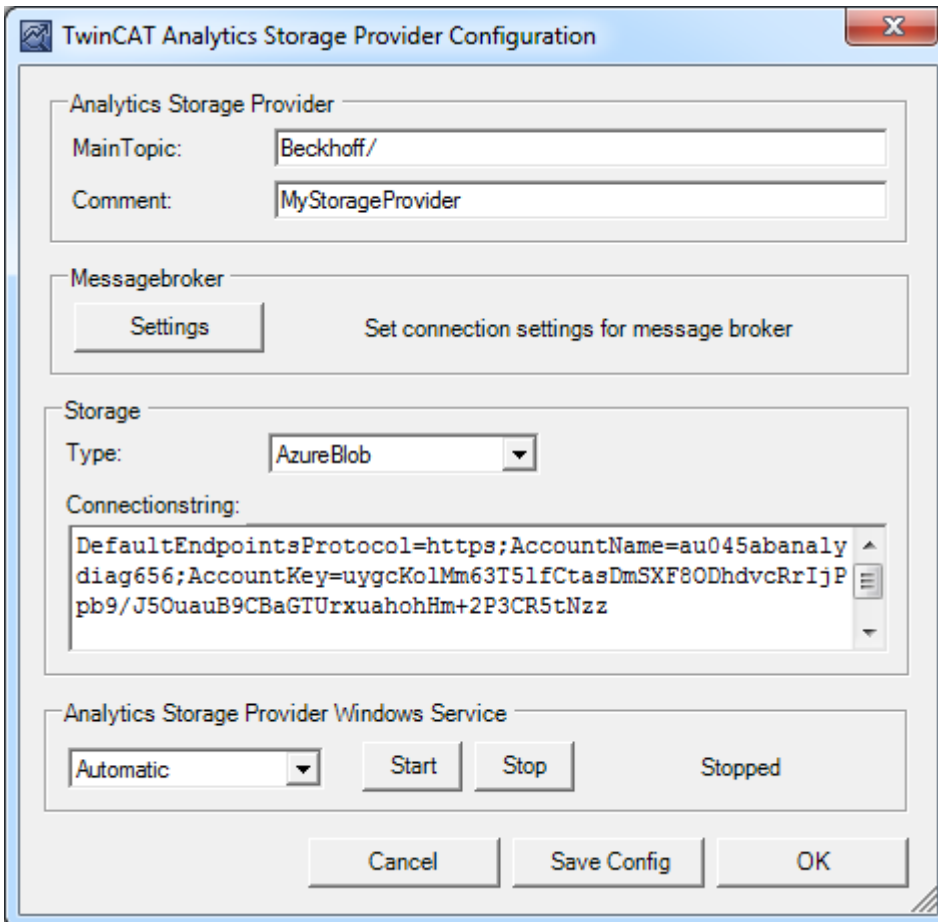 TwinCAT Analytics Storage Provider Configuration
Analytics Storage Provider
MainTopic: Beckhoff/
Comment: MyStorageProvider
Messagebroker
Settings Set connection settings for message broker
Storage
Type: AzureBlob
Connectionstring:
DefaultEndpointsProtocol=https;AccountName=au045abanaly
diag656;AccountKey=uygcKolMm63T5lfCtasDmSXF8ODhdvcRrIjP
pb9/J5OuauB9CBaGTUrxuahohHm+2P3CR5tNzz
Analytics Storage Provider Windows Service
Automatic Start Stop Stopped
Cancel Save Config OK